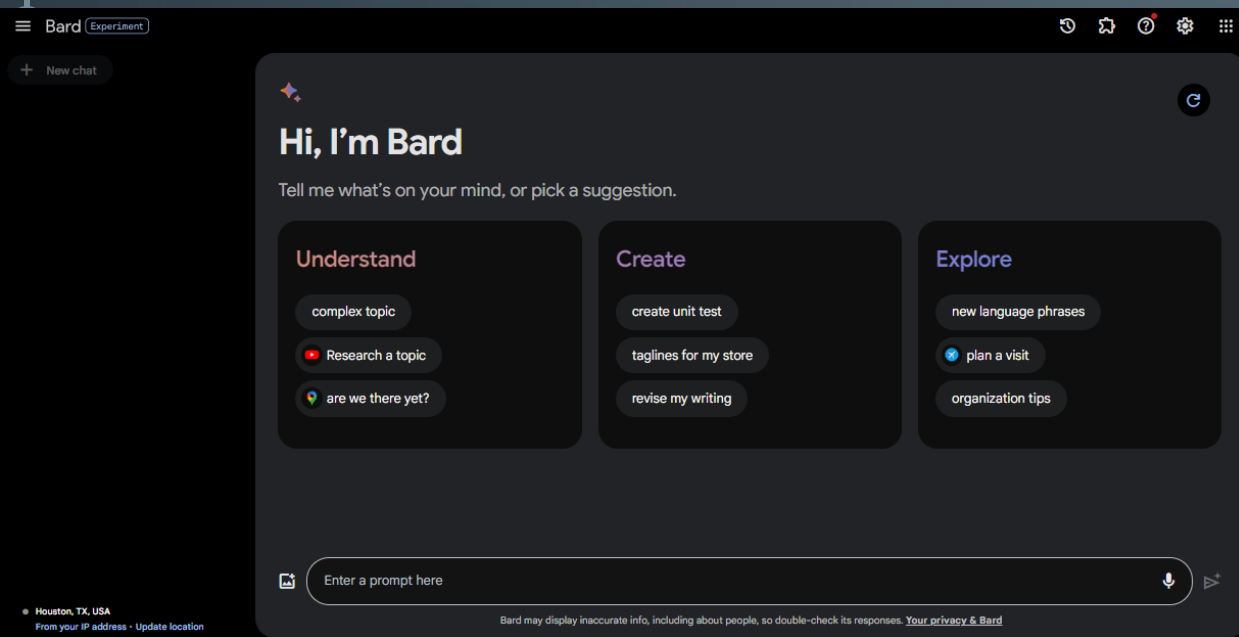 Bard Experiment
+ New chat
Hi, I'm Bard
Tell me what's on your mind, or pick a suggestion.
Understand
complex topic
Research a topic
are we there yet?
Create
create unit test
taglines for my store
revise my writing
Explore
new language phrases
plan a visit
organization tips
Enter a prompt here
Houston, TX, USA
From your IP address • Update location
Bard may display inaccurate info, including about people, so double-check its responses. Your privacy & Bard